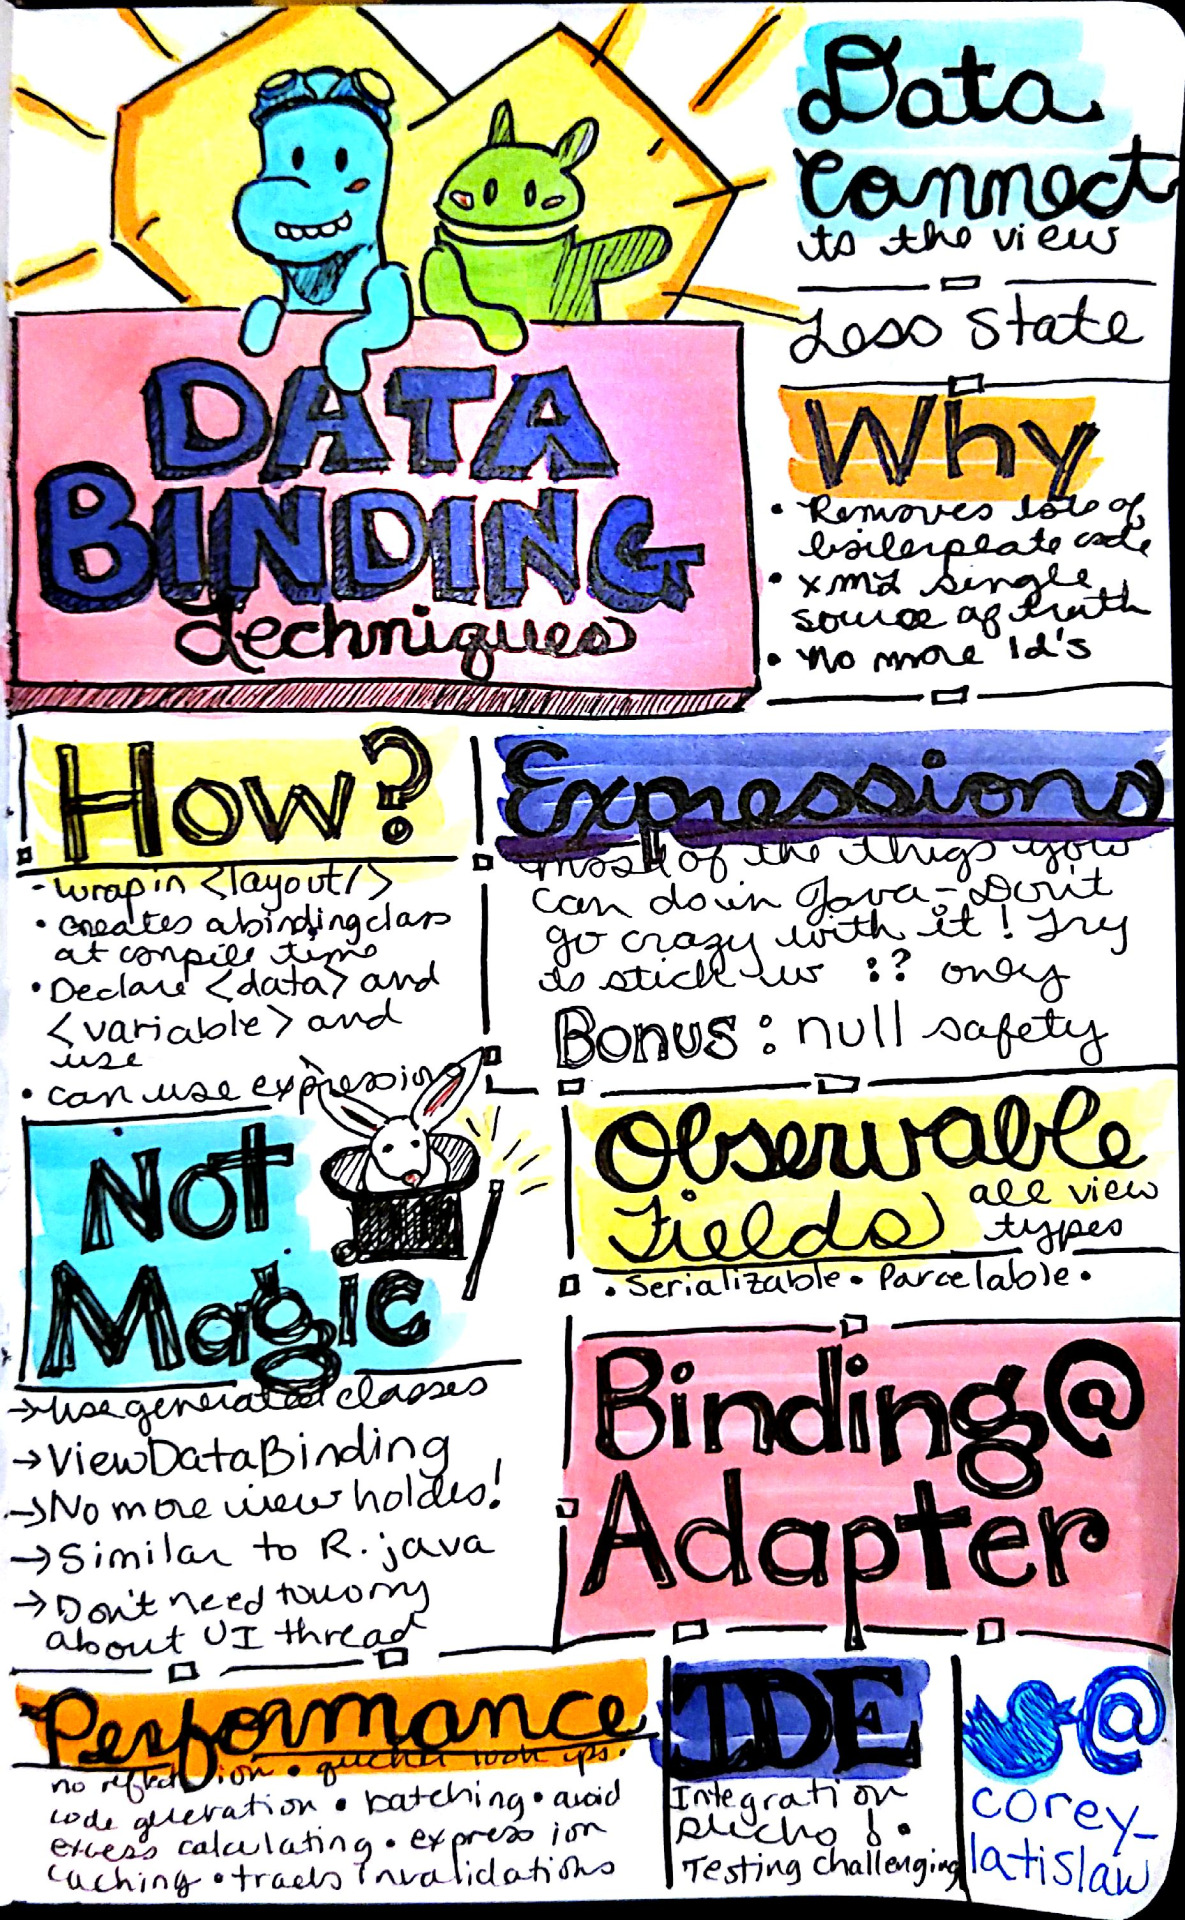 Data
Connect
to the view
Less State
DATA
BINDING
techniques
Why
• Removes lots of
boilerplate code
• XML single
source of truth
• No more Id's
How?
- wrap in <layout/>
• creates a binding class
at compile time
• Declare <data> and
<variable> and
use
• can use expression
Expressions
most of the things you
can do in Java - Don't
go crazy with it! Try
to stick w :? only
Bonus: null safety
Not
Magic
→ Use generated classes
→ ViewDataBinding
→ No more view holdes!
→ Similar to R.java
→ Don't need to worry
about UI thread
Observable
Fields all view
types
• Serializable • Parcelable •
Binding@
Adapter
Performance
no reflection • quicker look ups •
code generation • batching • avoid
excess calculating • expression
caching • tracks invalidations
IDE
Integration
!•
Testing challenging
@
corey_
latislaw